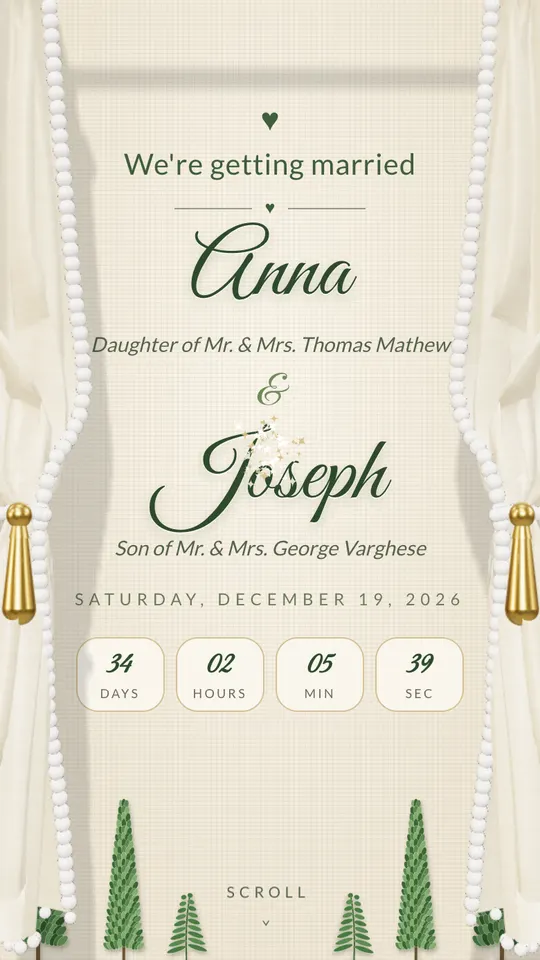 We're getting married
Anna
Daughter of Mr. & Mrs. Thomas Mathew
&
Joseph
Son of Mr. & Mrs. George Varghese
SATURDAY, DECEMBER 19, 2026
34 02 05 39
DAYS HOURS MIN SEC
SCROLL